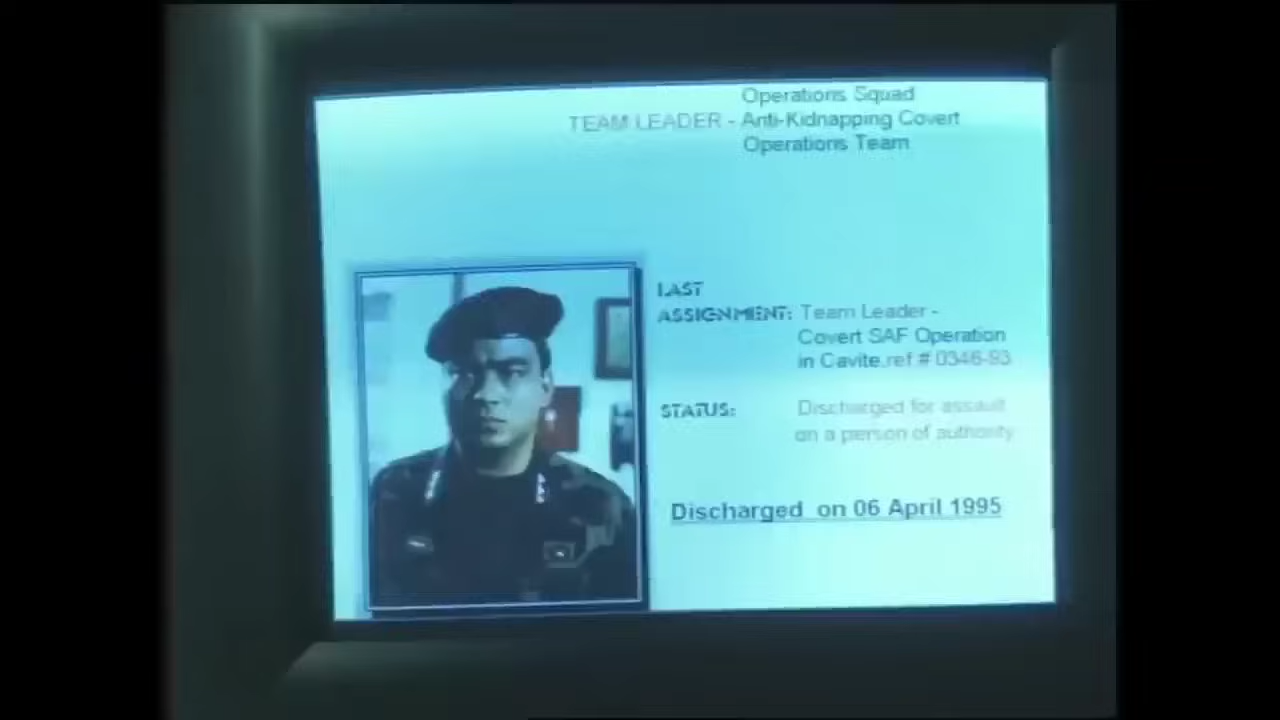 Operations Squad
TEAM LEADER - Anti-Kidnapping Covert
Operations Team
LAST
ASSIGNMENT: Team Leader -
Covert SAF Operation
in Cavite,ref # 0346-93
STATUS: Discharged for assault
on a person of authority
Discharged on 06 April 1995